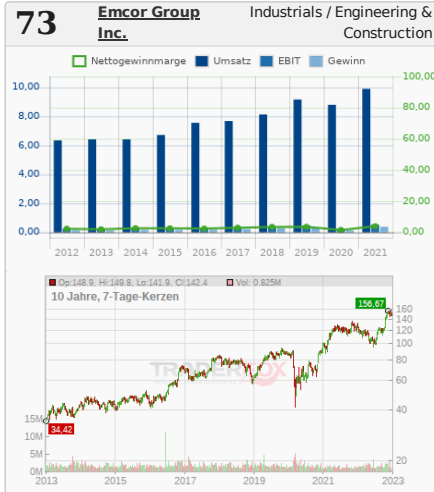 73
Emcor Group
Inc.
Industrials / Engineering &
Construction
Nettogewinnmarge Umsatz EBIT Gewinn
10,00 100,00
8,00 80,00
6,00 60,00
4,00 40,00
2,00 20,00
0,00 0,00
2012 2013 2014 2015 2016 2017 2018 2019 2020 2021
Op:148.9, Hi:149.8, Lo:141.9, Cl:142.4 Vol: 0.825M
10 Jahre, 7-Tage-Kerzen
156,67
160
140
120
100
80
60
40
20
TRADERFOX
34,42
15M
10M
5M
0M
2013 2015 2017 2019 2021 2023